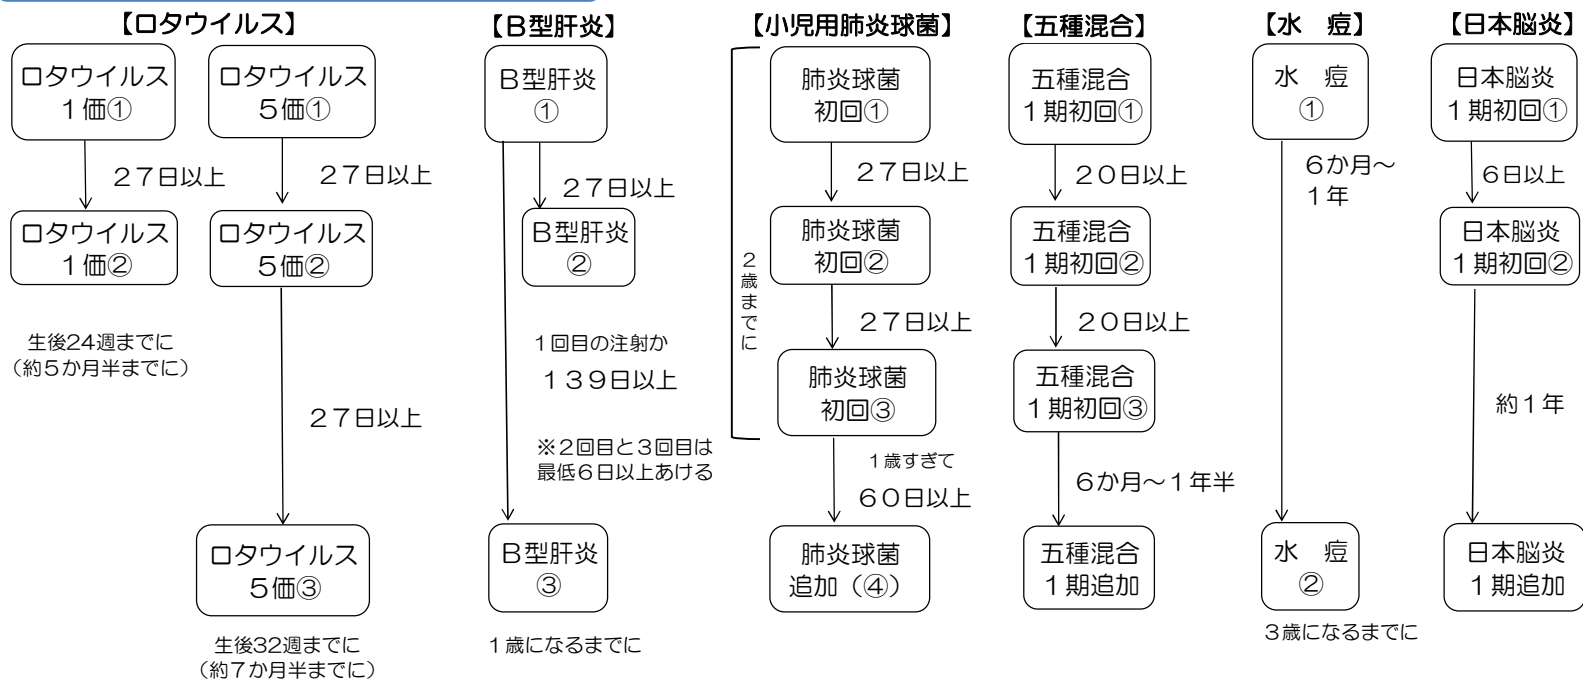 【ロタウイルス】
ロタウイルス
１価①
２７日以上
ロタウイルス
１価②
生後24週までに
（約５か月半までに）
ロタウイルス
５価①
２７日以上
ロタウイルス
５価②
２７日以上
ロタウイルス
５価③
生後32週までに
（約７か月半までに）
【Ｂ型肝炎】
Ｂ型肝炎
①
２７日以上
Ｂ型肝炎
②
１回目の注射か
１３９日以上
※２回目と３回目は
最低６日以上あける
Ｂ型肝炎
③
１歳になるまでに
【小児用肺炎球菌】
肺炎球菌
初回①
２７日以上
肺炎球菌
初回②
２７日以上
肺炎球菌
初回③
２歳までに
１歳すぎて
６０日以上
肺炎球菌
追加（④）
【五種混合】
五種混合
１期初回①
２０日以上
五種混合
１期初回②
２０日以上
五種混合
１期初回③
６か月～１年半
五種混合
１期追加
【水　痘】
水　痘
①
６か月～
１年
水　痘
②
３歳になるまでに
【日本脳炎】
日本脳炎
１期初回①
６日以上
日本脳炎
１期初回②
約１年
日本脳炎
１期追加